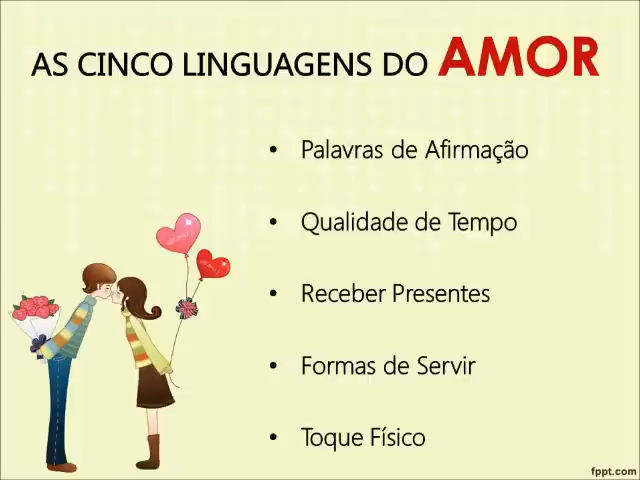 AS CINCO LINGUAGENS DO AMOR
• Palavras de Afirmação
• Qualidade de Tempo
• Receber Presentes
• Formas de Servir
• Toque Físico
fppt.com